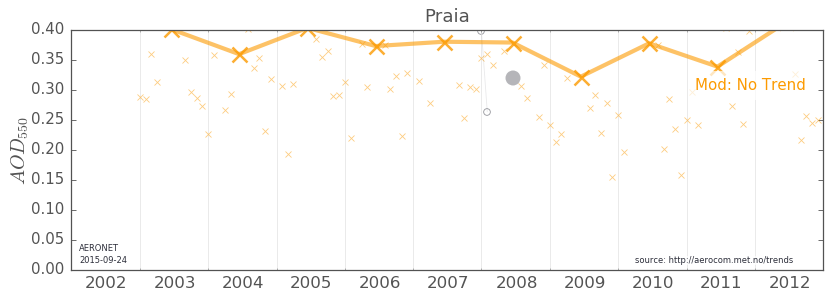 Praia
0.40
0.35
0.30
0.25
0.20
0.15
0.10
0.05
0.00
AOD550
Mod: No Trend
AERONET
2015-09-24
source: http://aerocom.met.no/trends
2002 2003 2004 2005 2006 2007 2008 2009 2010 2011 2012